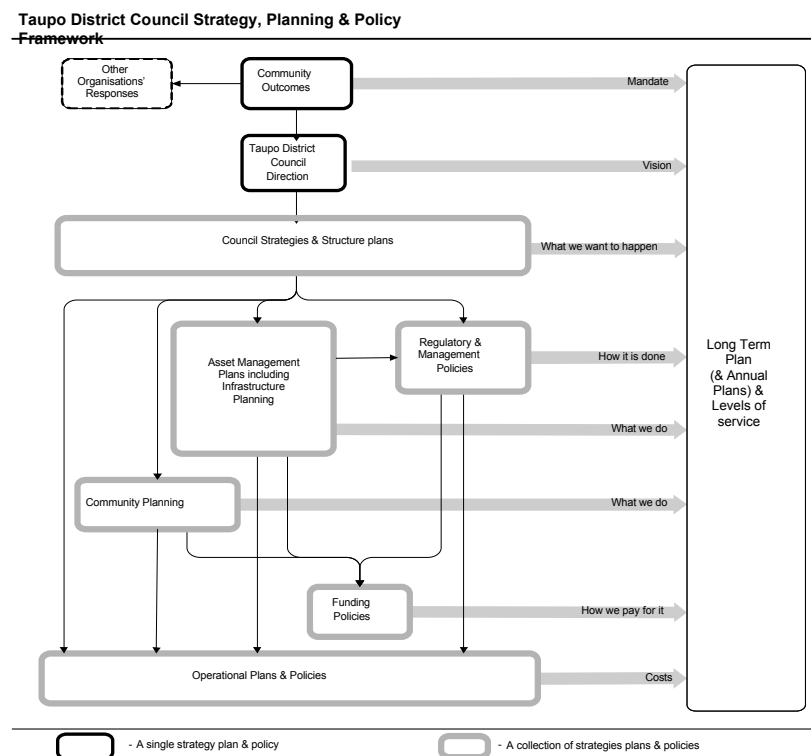 Taupo District Council Strategy, Planning & Policy
Framework
Other
Organisations'
Responses
Community
Outcomes
Mandate
Taupo District
Council
Direction
Vision
Council Strategies & Structure plans
What we want to happen
Asset Management
Plans including
Infrastructure
Planning
Regulatory &
Management
Policies
How it is done
Long Term
Plan
(& Annual
Plans) &
Levels of
service
What we do
Community Planning
What we do
Funding
Policies
How we pay for it
Operational Plans & Policies
Costs
- A single strategy plan & policy
- A collection of strategies plans & policies